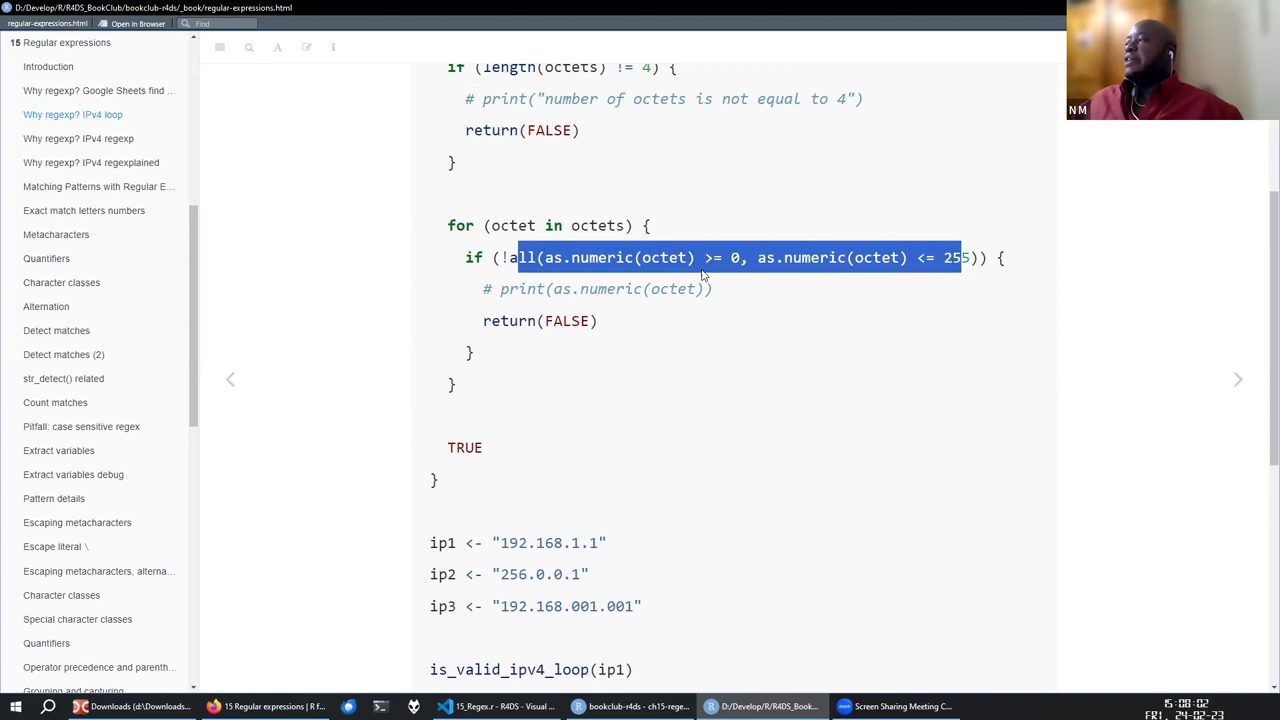 D:/Develop/R/R4DS_BookClub/bookclub-r4ds/_book/regular-expressions.html
regular-expressions.html
Open in Browser
Find
15 Regular expressions
Introduction
Why regexp? Google Sheets find ...
Why regexp? IPv4 loop
Why regexp? IPv4 regexp
Why regexp? IPv4 regexplained
Matching Patterns with Regular E...
Exact match letters numbers
Metacharacters
Quantifiers
Character classes
Alternation
Detect matches
Detect matches (2)
str_detect() related
Count matches
Pitfall: case sensitive regex
Extract variables
Extract variables debug
Pattern details
Escaping metacharacters
Escape literal \
Escaping metacharacters, alterna...
Character classes
Special character classes
Quantifiers
Operator precedence and parenth...
Grouping and capturing
if (length(octets) != 4) {
# print("number of octets is not equal to 4")
return(FALSE)
}
for (octet in octets) {
if (!all(as.numeric(octet) >= 0, as.numeric(octet) <= 255)) {
# print(as.numeric(octet))
return(FALSE)
}
}
TRUE
}
ip1 <- "192.168.1.1"
ip2 <- "256.0.0.1"
ip3 <- "192.168.001.001"
is_valid_ipv4_loop(ip1)
NM
Downloads (d:\Downloads...
15 Regular expressions | R f...
15_Regex.r - R4DS - Visual ...
bookclub-r4ds - ch15-rege...
D:/Develop/R/R4DS_Book...
Screen Sharing Meeting C...
15:08:02
FRI, 24-02-23